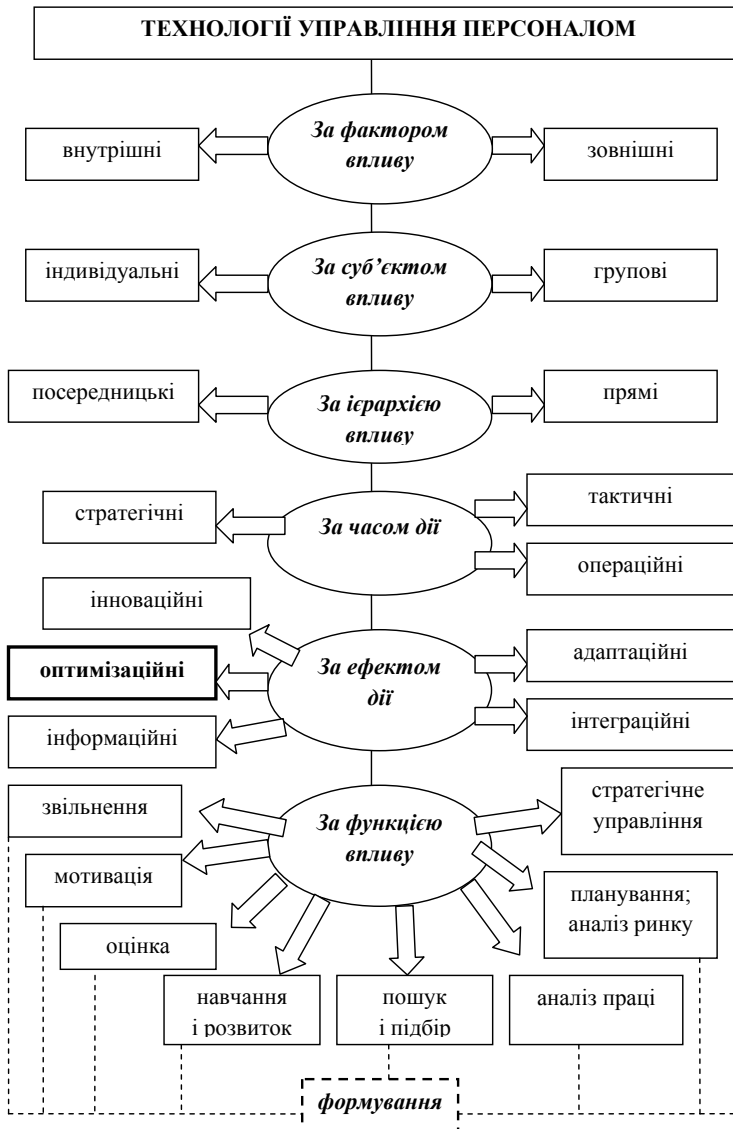 ТЕХНОЛОГІЇ УПРАВЛІННЯ ПЕРСОНАЛОМ
За фактором
впливу
внутрішні
зовнішні
За суб’єктом
впливу
індивідуальні
групові
За ієрархією
впливу
посередницькі
прямі
За часом дії
стратегічні
тактичні
операційні
інноваційні
За ефектом
дії
оптимізаційні
адаптаційні
інформаційні
інтеграційні
За функцією
впливу
звільнення
стратегічне
управління
мотивація
планування;
аналіз ринку
оцінка
навчання
і розвиток
пошук
і підбір
аналіз праці
формування